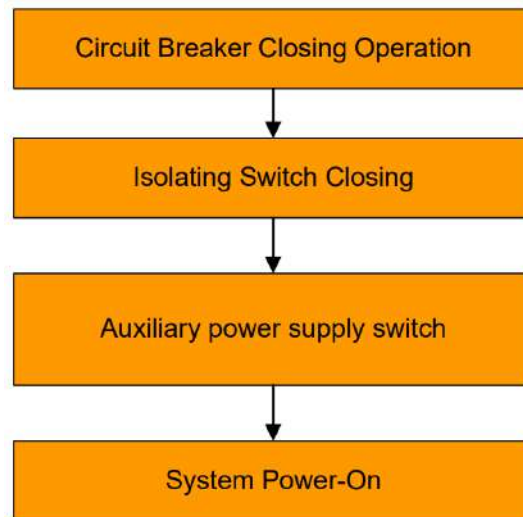 Circuit Breaker Closing Operation
Isolating Switch Closing
Auxiliary power supply switch
System Power-On